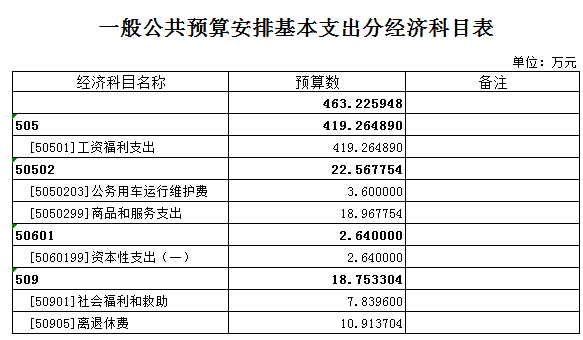 一般公共预算安排基本支出分经济科目表
单位：万元
经济科目名称 预算数 备注
463.225948
505 419.264890
[50501]工资福利支出 419.264890
50502 22.567754
[5050203]公务用车运行维护费 3.600000
[5050299]商品和服务支出 18.967754
50601 2.640000
[5060199]资本性支出（一） 2.640000
509 18.753304
[50901]社会福利和救助 7.839600
[50905]离退休费 10.913704